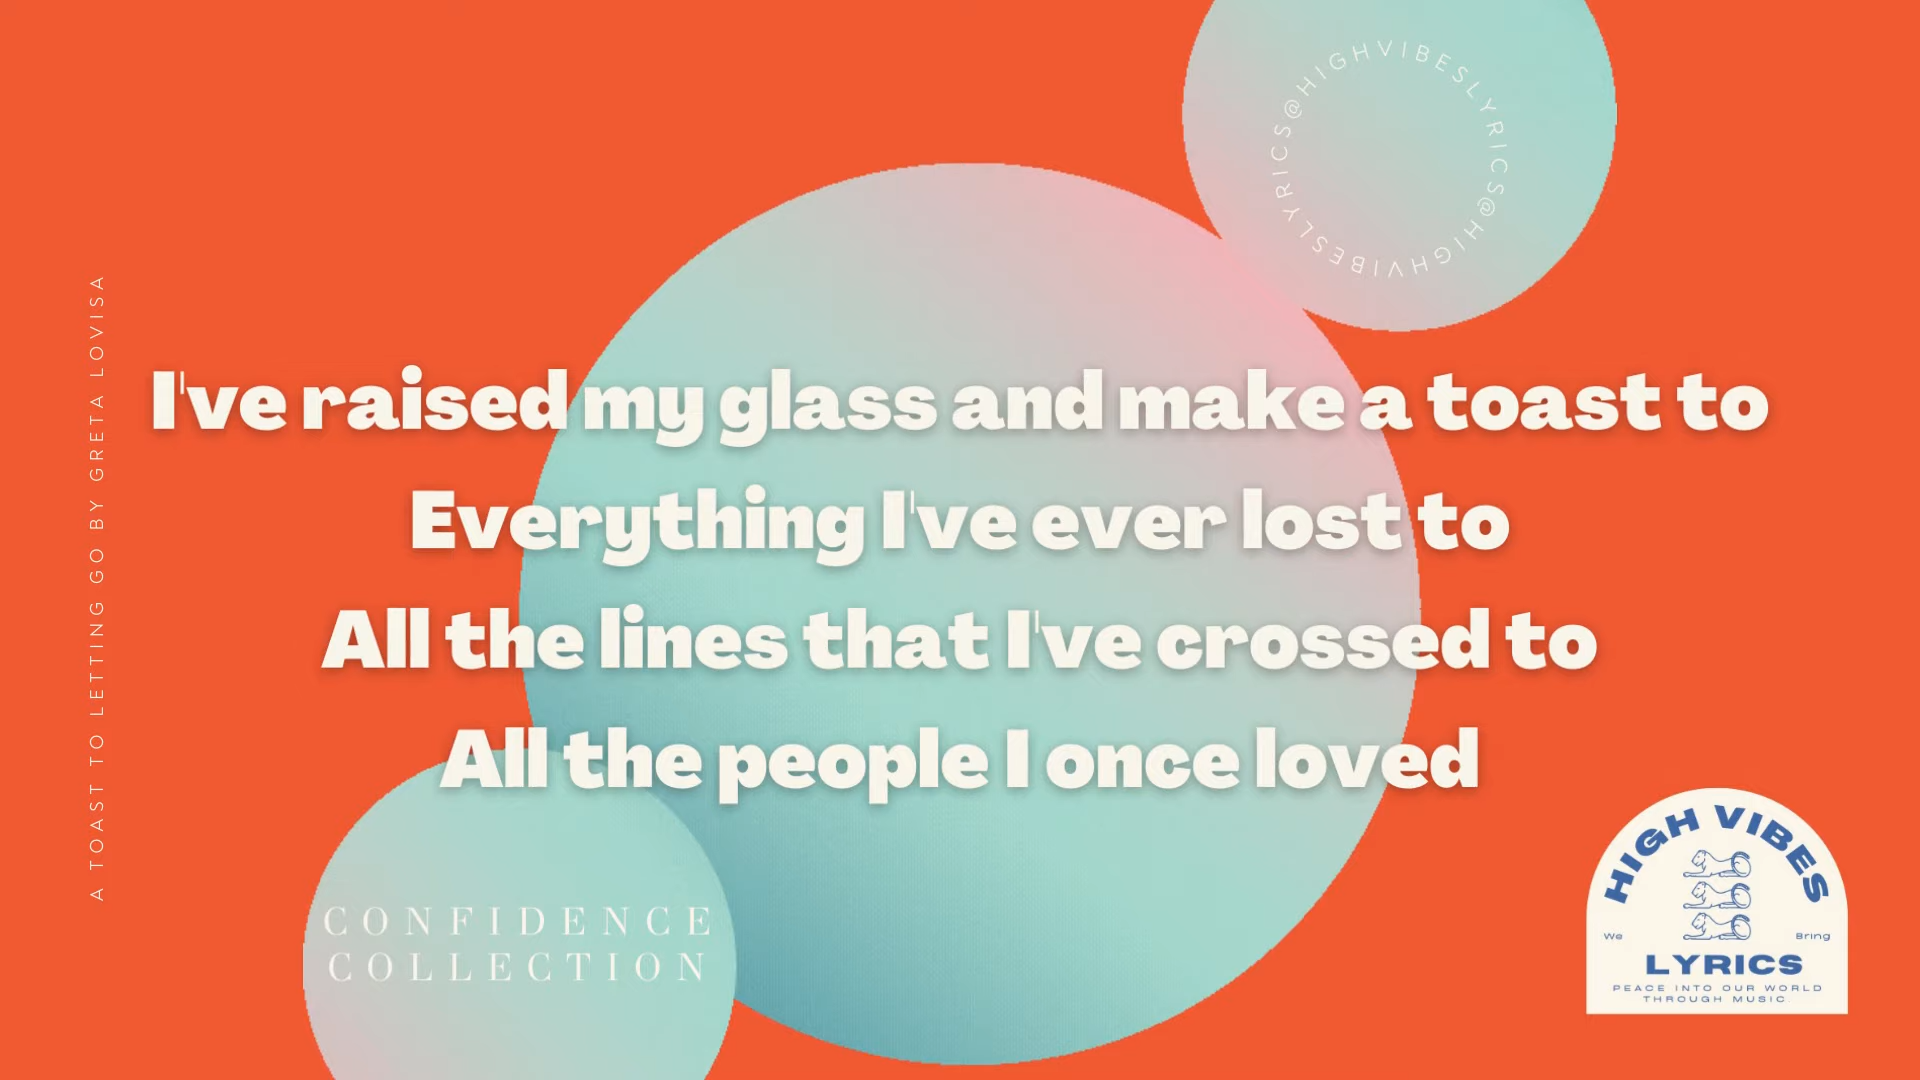 @HIGHVIBESLYRICS@HIGHVIBESLYRICS
A TOAST TO LETTING GO BY GRETA LOVISA
I've raised my glass and make a toast to
Everything I've ever lost to
All the lines that I've crossed to
All the people I once loved
CONFIDENCE
COLLECTION
HIGH VIBES
We Bring
LYRICS
PEACE INTO OUR WORLD
THROUGH MUSIC